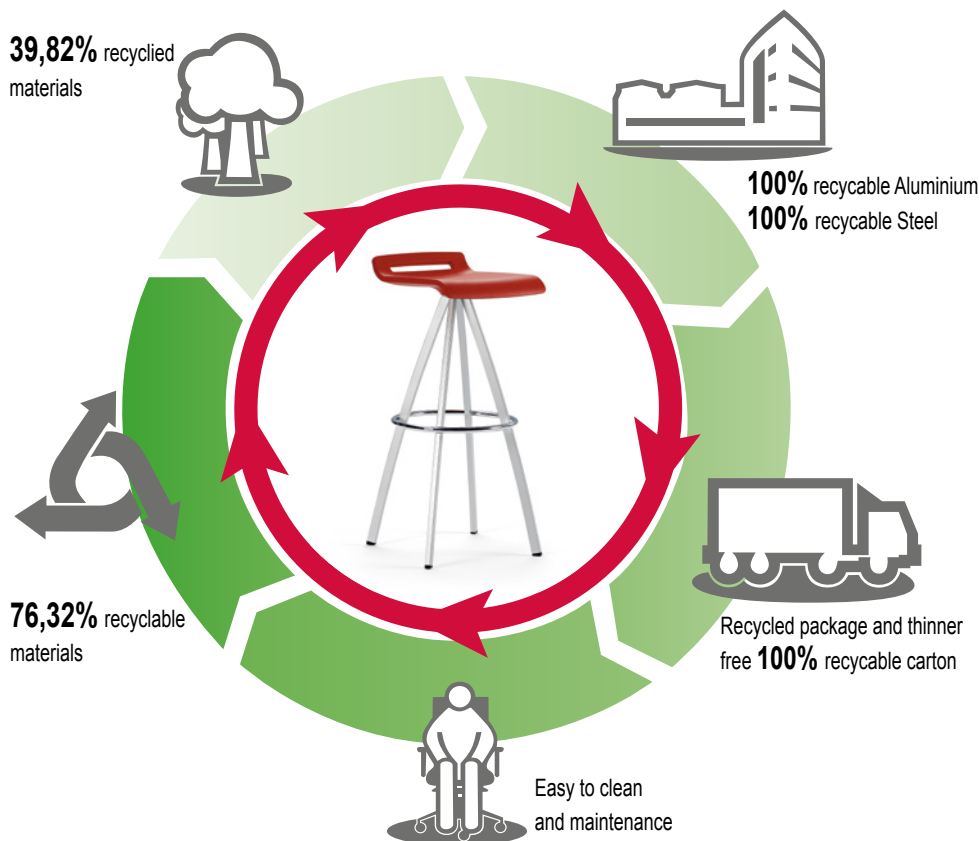 39,82% recyclied
materials
100% recycable Aluminium
100% recycable Steel
Recycled package and thinner
free 100% recycable carton
Easy to clean
and maintenance
76,32% recyclable
materials